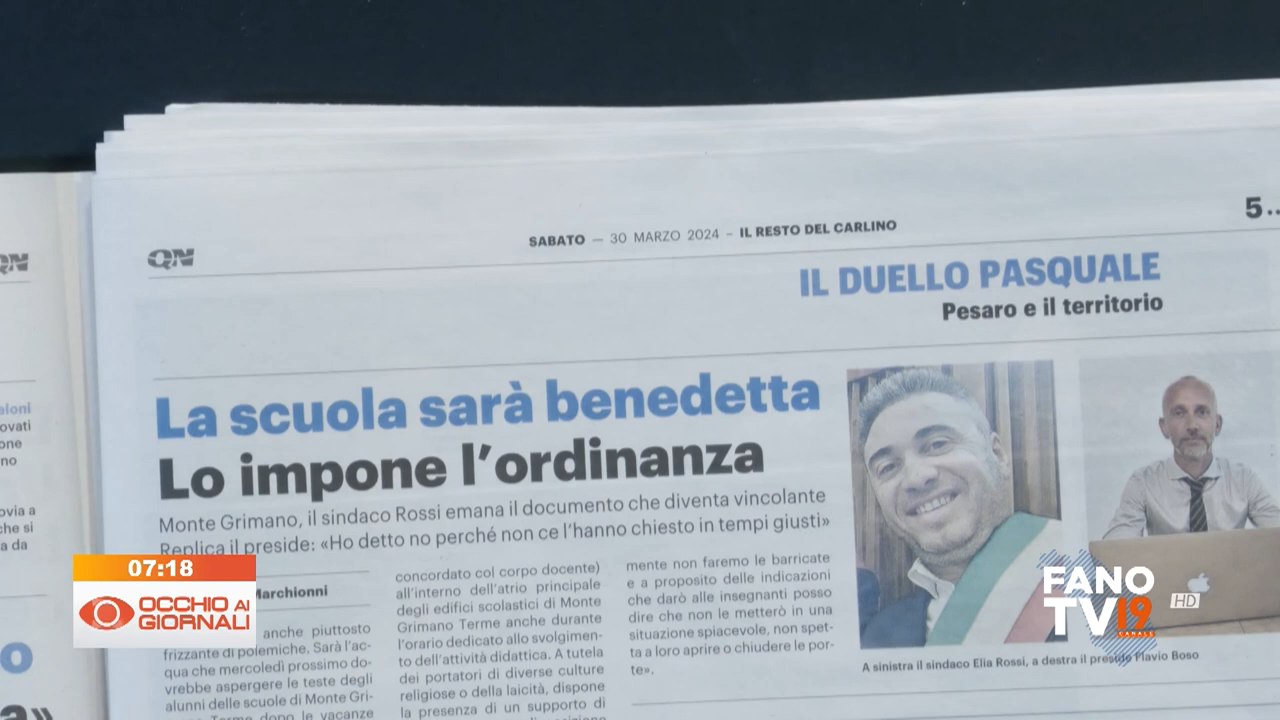 QN
SABATO — 30 MARZO 2024 – IL RESTO DEL CARLINO
5..
IL DUELLO PASQUALE
Pesaro e il territorio
La scuola sarà benedetta
Lo impone l'ordinanza
Monte Grimano, il sindaco Rossi emana il documento che diventa vincolante
Replica il preside: «Ho detto no perché non ce l'hanno chiesto in tempi giusti»
Marchionni
anche piuttosto
frizzante di polemiche. Sarà l'ac-
qua che mercoledì prossimo do-
vrebbe aspergere le teste degli
alunni delle scuole di Monte Gri-
Terme dopo le vacanze
concordato col corpo docente)
all'interno dell'atrio principale
degli edifici scolastici di Monte
Grimano Terme anche durante
l'orario dedicato allo svolgimen-
to dell'attività didattica. A tutela
dei portatori di diverse culture
religiose o della laicità, dispone
la presenza di un supporto di
mente non faremo le barricate
e a proposito delle indicazioni
che darò alle insegnanti posso
dire che non le metterò in una
situazione spiacevole, non spet-
ta a loro aprire o chiudere le por-
te».
A sinistra il sindaco Elia Rossi, a destra il preside Flavio Boso
07:18
OCCHIO AI
GIORNALI
FANO
TV19
CANALE
HD